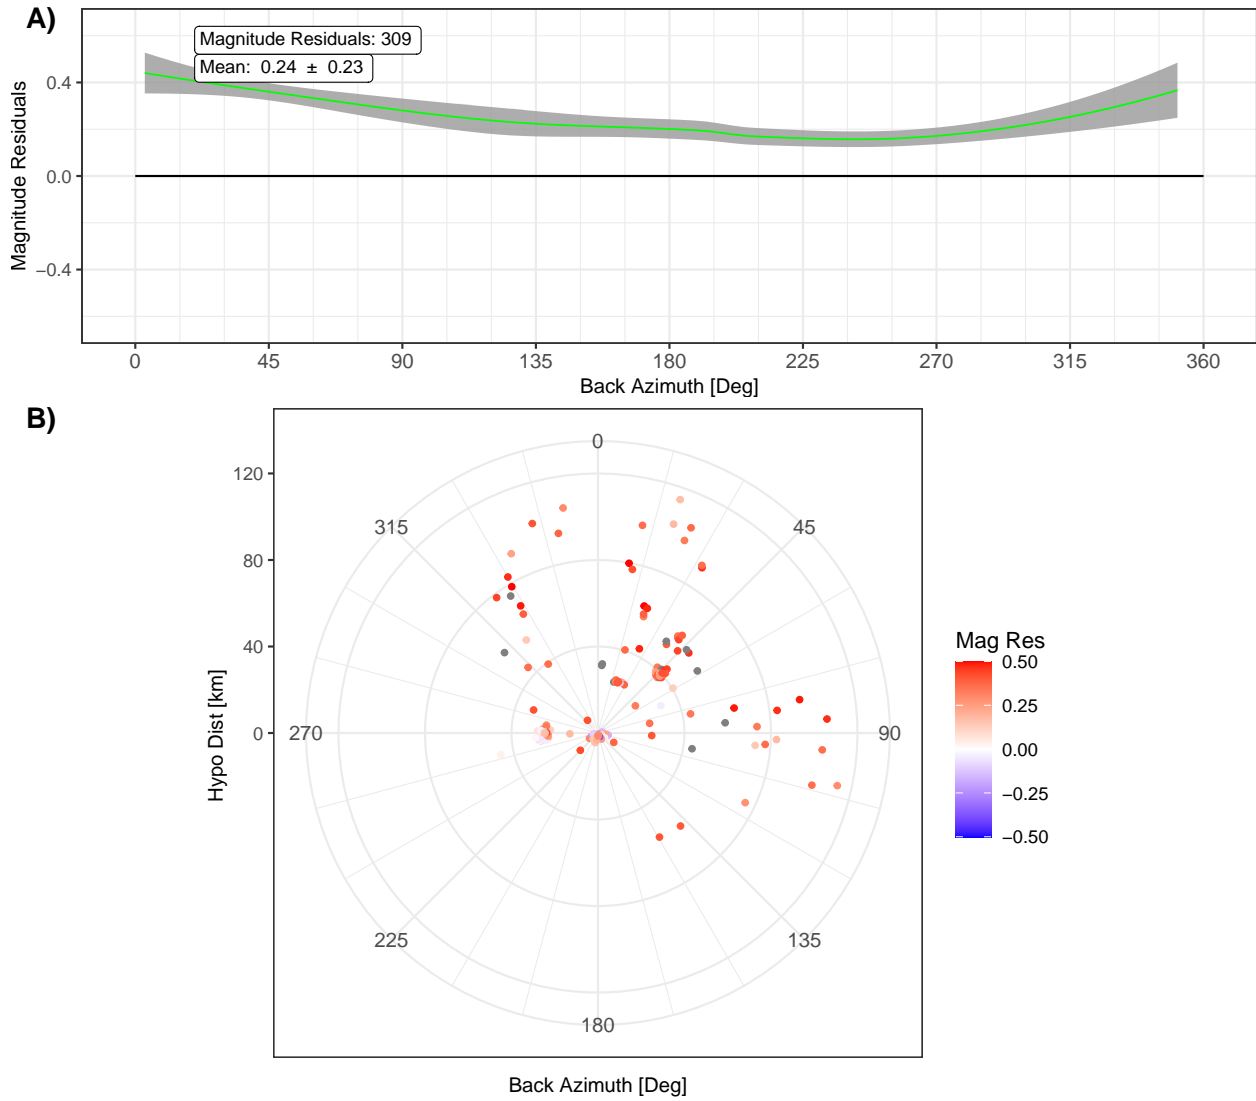 A)
Magnitude Residuals: 309
Mean:  0.24  ±  0.23
Magnitude Residuals
0.4
0.0
−0.4
0 45 90 135 180 225 270 315 360
Back Azimuth [Deg]
B)
Hypo Dist [km]
120
80
40
0
0
45
90
135
180
225
270
315
Back Azimuth [Deg]
Mag Res
0.50
0.25
0.00
−0.25
−0.50